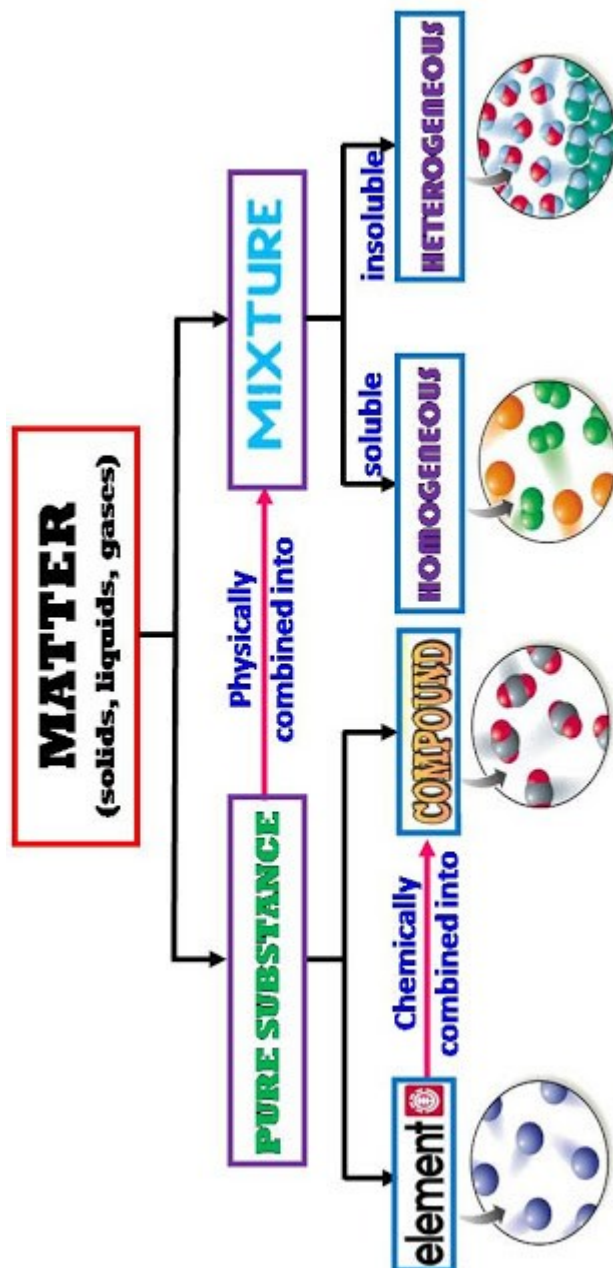 MATTER
(solids, liquids, gases)
PURE SUBSTANCE
Physically
combined into
MIXTURE
element
Chemically
combined into
COMPOUND
soluble
HOMOGENEOUS
insoluble
HETEROGENEOUS